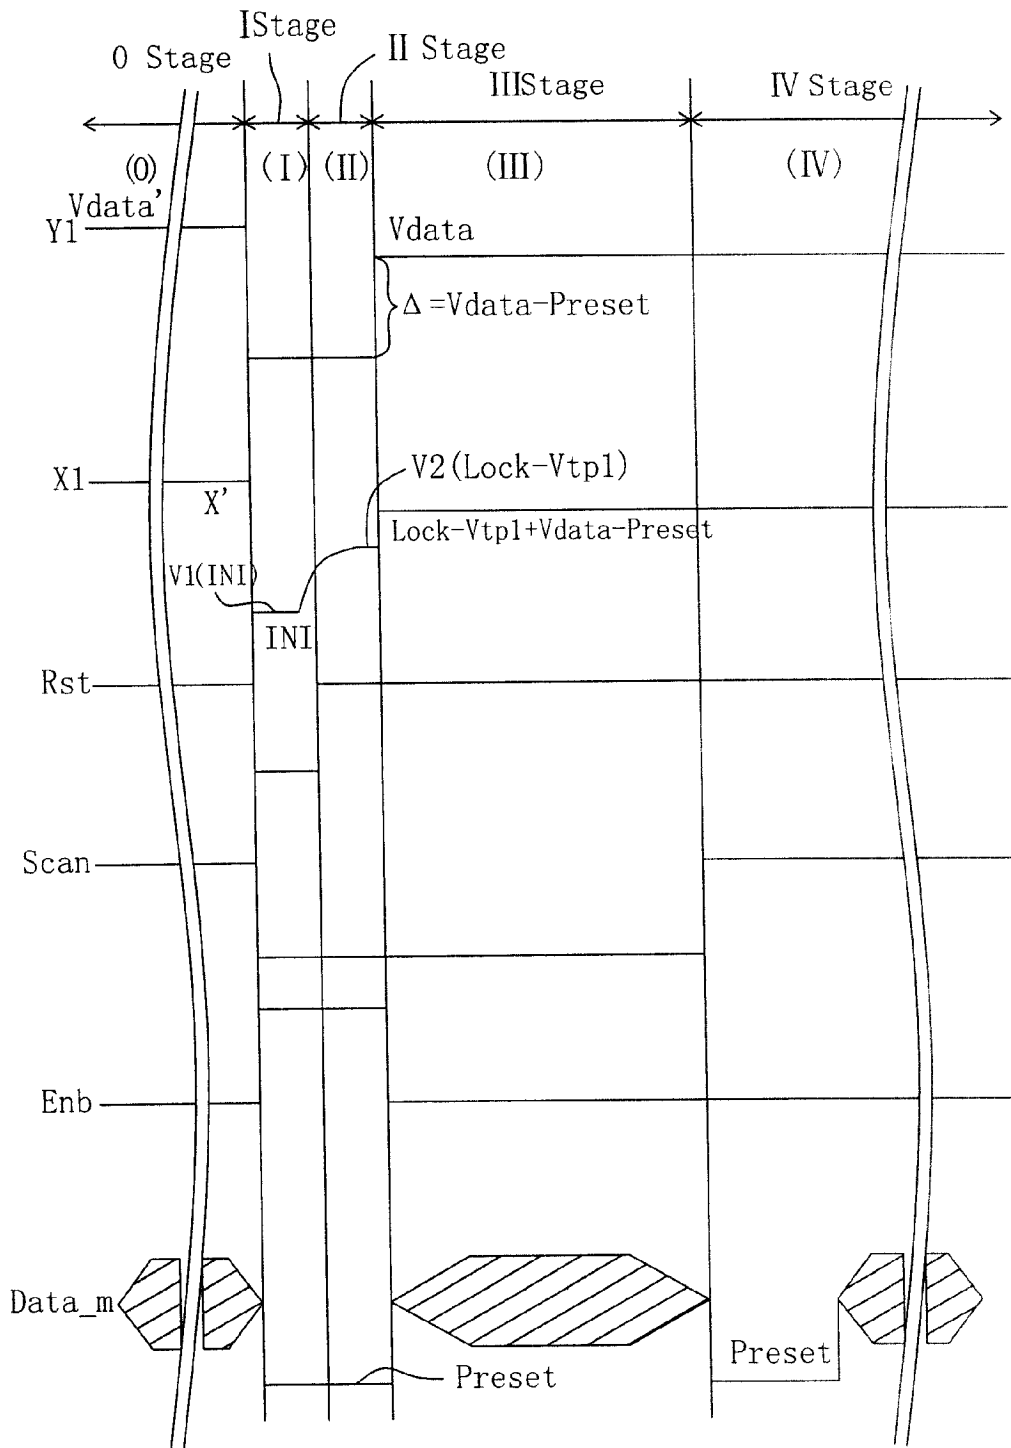 0 Stage
IStage
II Stage
IIIStage
IV Stage
(0)
(I)
(II)
(III)
(IV)
Vdata'
Y1
Vdata
Δ=Vdata-Preset
X1
X'
V2(Lock-Vtp1)
Lock-Vtp1+Vdata-Preset
V1(INI)
INI
Rst
Scan
Enb
Data_m
Preset
Preset